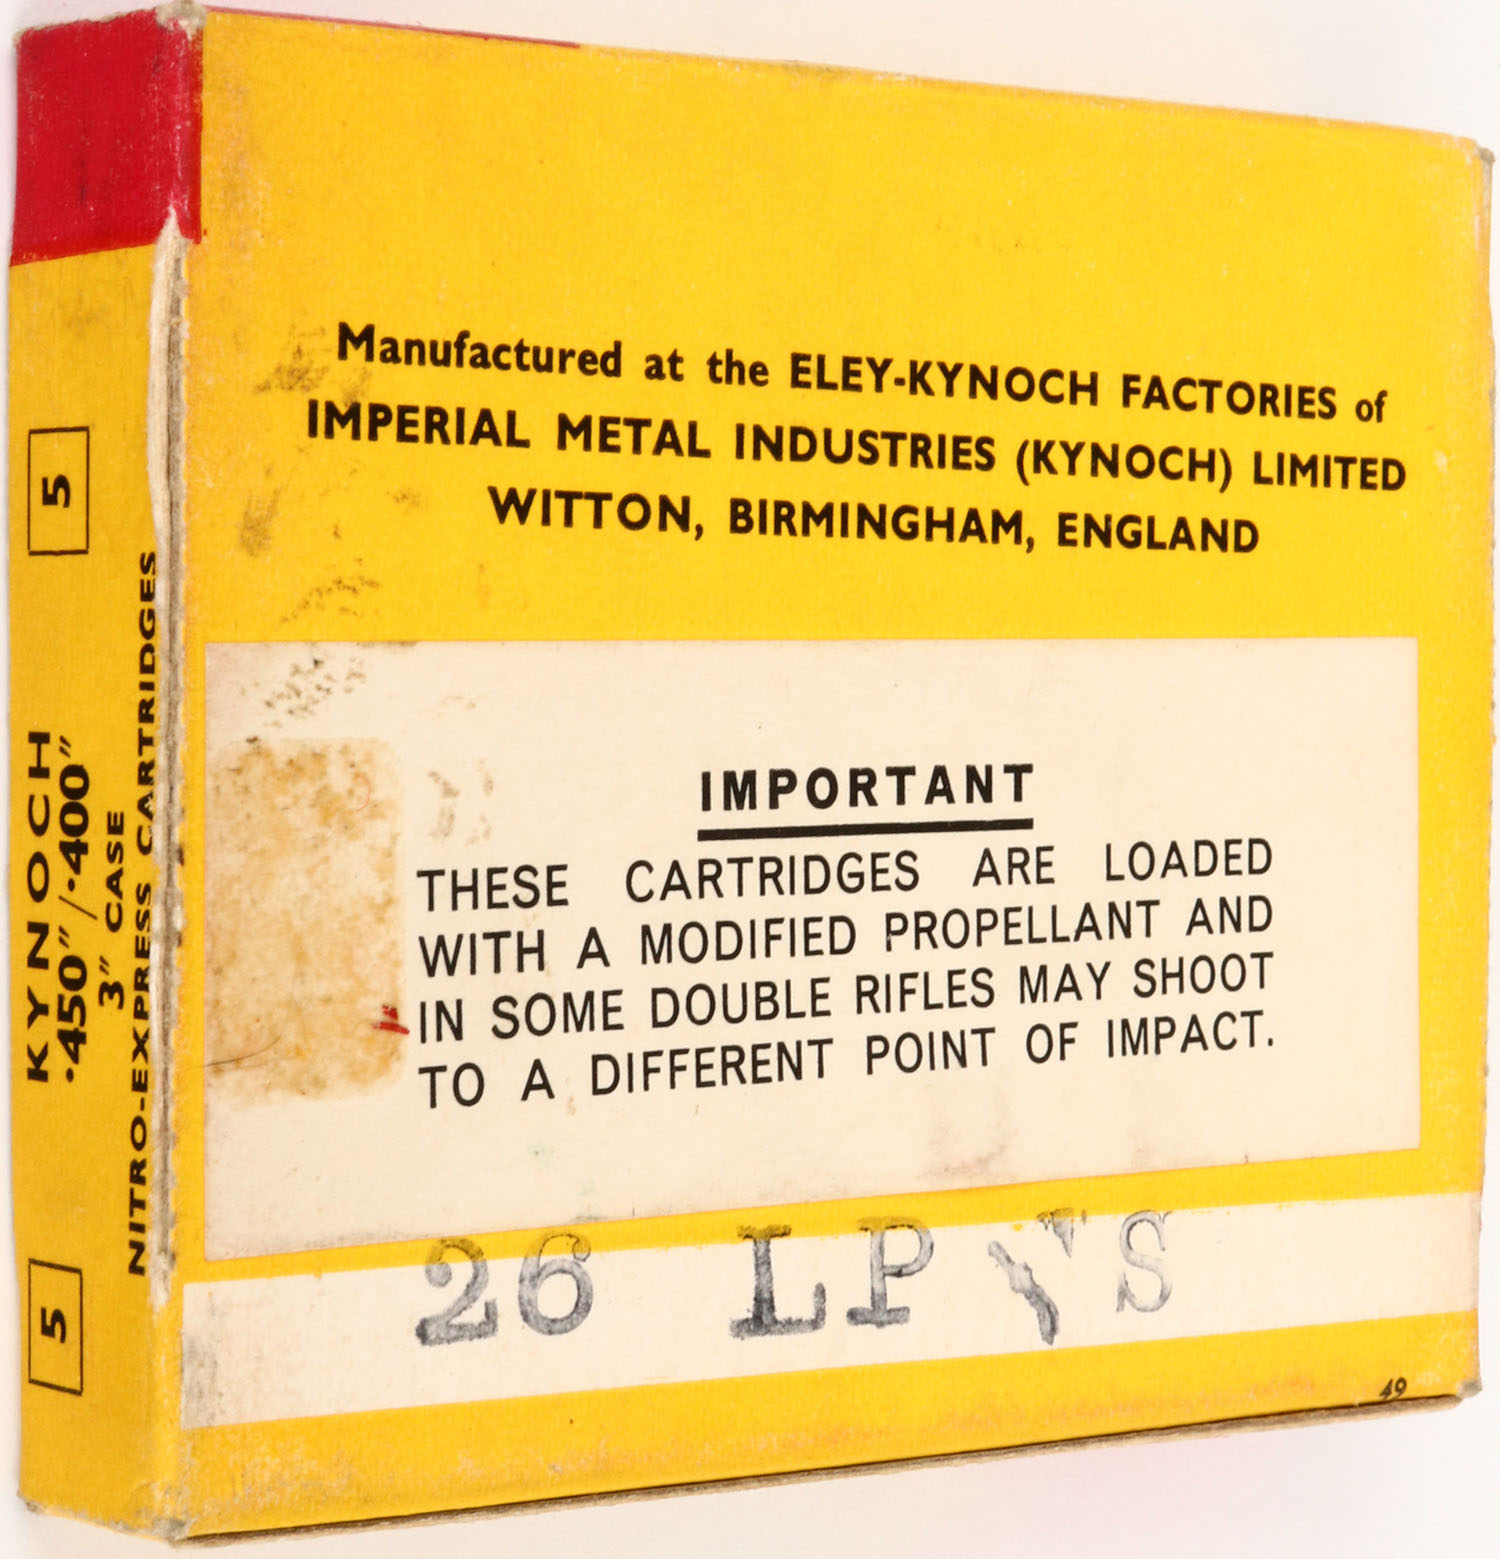 Manufactured at the ELEY-KYNOCH FACTORIES of
IMPERIAL METAL INDUSTRIES (KYNOCH) LIMITED
WITTON, BIRMINGHAM, ENGLAND
IMPORTANT
THESE CARTRIDGES ARE LOADED
WITH A MODIFIED PROPELLANT AND
IN SOME DOUBLE RIFLES MAY SHOOT
TO A DIFFERENT POINT OF IMPACT.
26 LP S
49
5
KYNOCH
·450″/·400″
3″ CASE
NITRO-EXPRESS CARTRIDGES
5